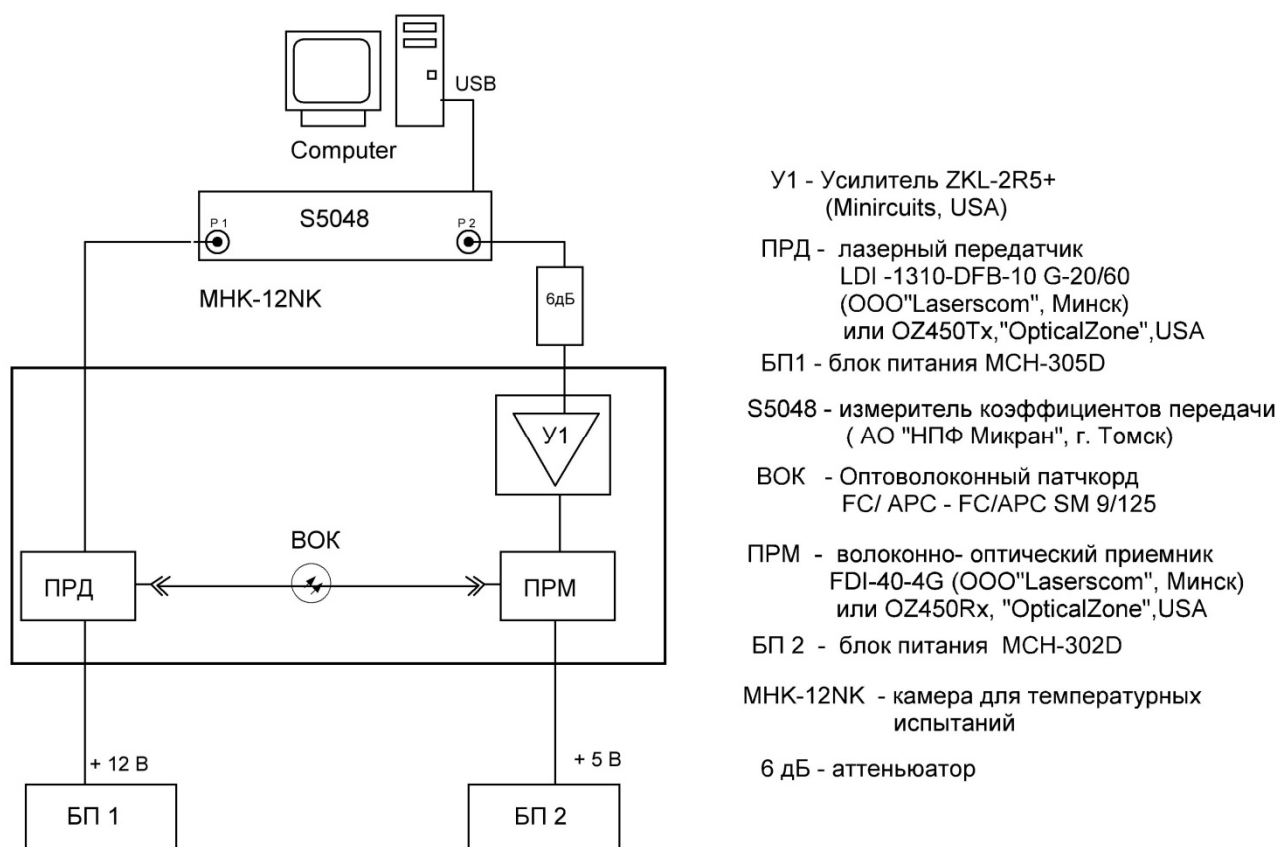 USB
Computer
S5048
P 1
P 2
МНК-12NK
6дБ
У1
ВОК
ПРД
ПРМ
+ 12 В
+ 5 В
БП 1
БП 2
У1 - Усилитель ZKL-2R5+
(Minircuits, USA)
ПРД - лазерный передатчик
LDI -1310-DFB-10 G-20/60
(ООО"Laserscom", Минск)
или OZ450Tx,"OpticalZone",USA
БП1 - блок питания МСН-305D
S5048 - измеритель коэффициентов передачи
( АО "НПФ Микран", г. Томск)
ВОК - Оптоволоконный патчкорд
FC/ APC - FC/APC SM 9/125
ПРМ - волоконно- оптический приемник
FDI-40-4G (ООО"Laserscom", Минск)
или OZ450Rx, "OpticalZone",USA
БП 2 - блок питания МСН-302D
МНК-12NK - камера для температурных
испытаний
6 дБ - аттеньюатор